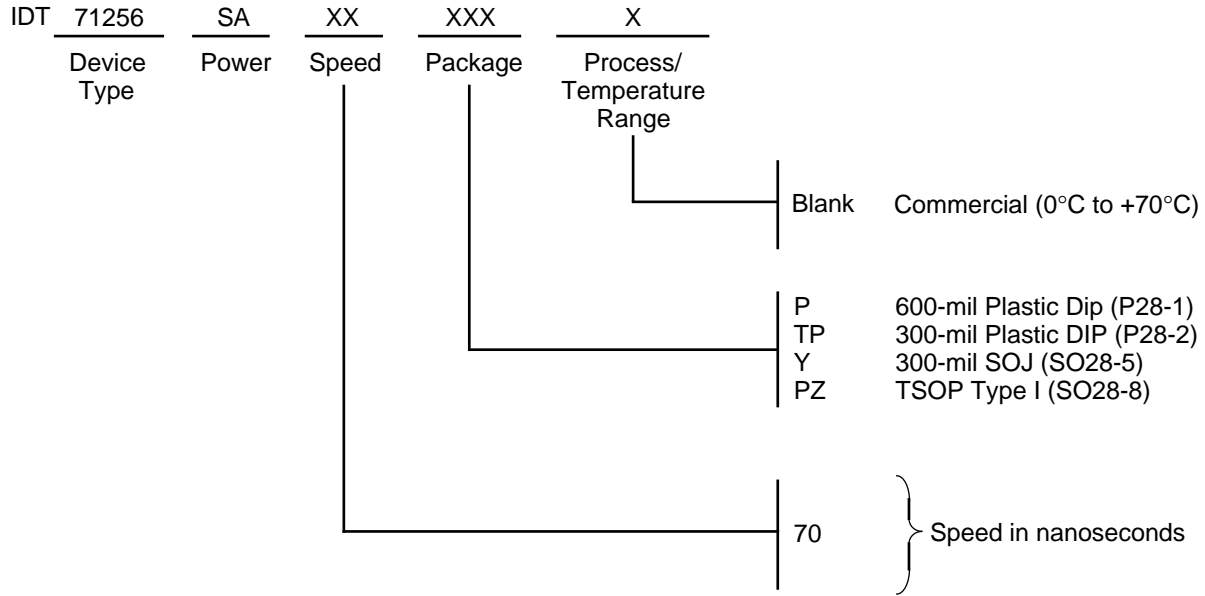 IDT 71256 SA XX XXX X
Device Type
Power
Speed
Package
Process/
Temperature
Range
Blank Commercial (0°C to +70°C)
P 600-mil Plastic Dip (P28-1)
TP 300-mil Plastic DIP (P28-2)
Y 300-mil SOJ (SO28-5)
PZ TSOP Type I (SO28-8)
70 Speed in nanoseconds